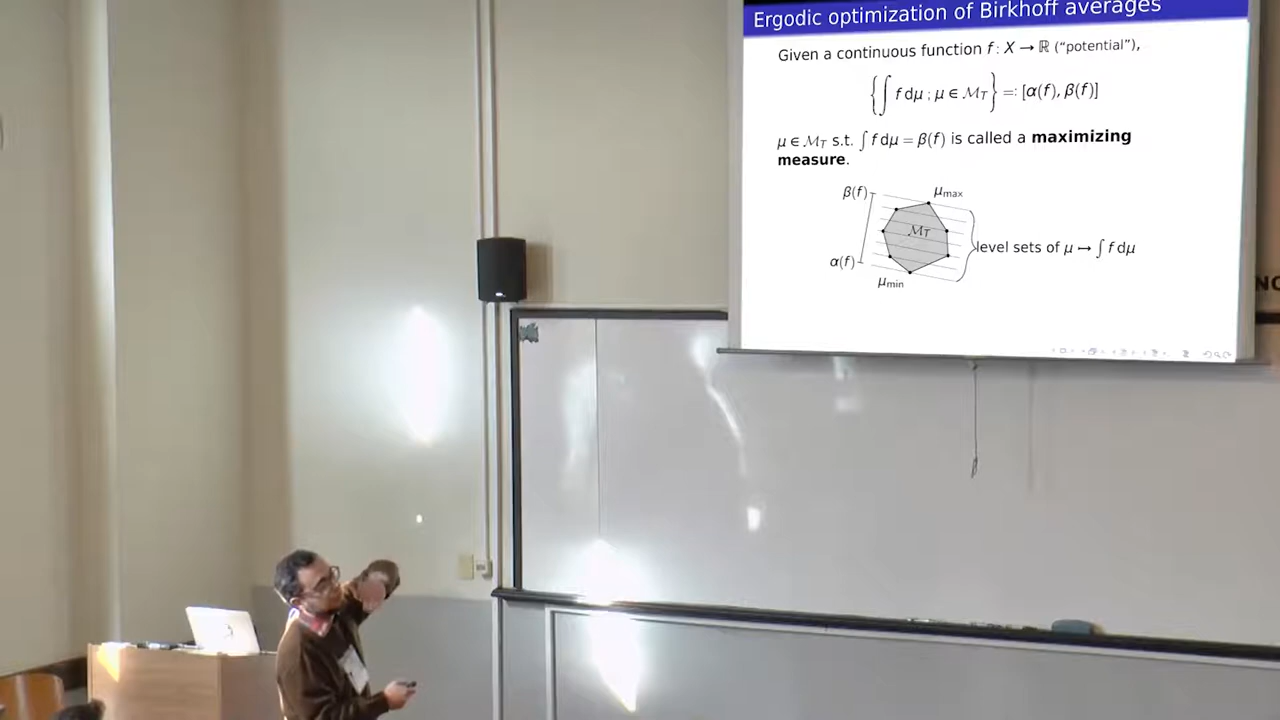 Ergodic optimization of Birkhoff averages
Given a continuous function f : X → ℝ (“potential”),
{∫ f dμ ; μ ∈ ℳ_T} =: [α(f), β(f)]
μ ∈ ℳ_T s.t. ∫ f dμ = β(f) is called a maximizing
measure.
β(f)
μ_max
ℳ_T
level sets of μ ↦ ∫ f dμ
α(f)
μ_min